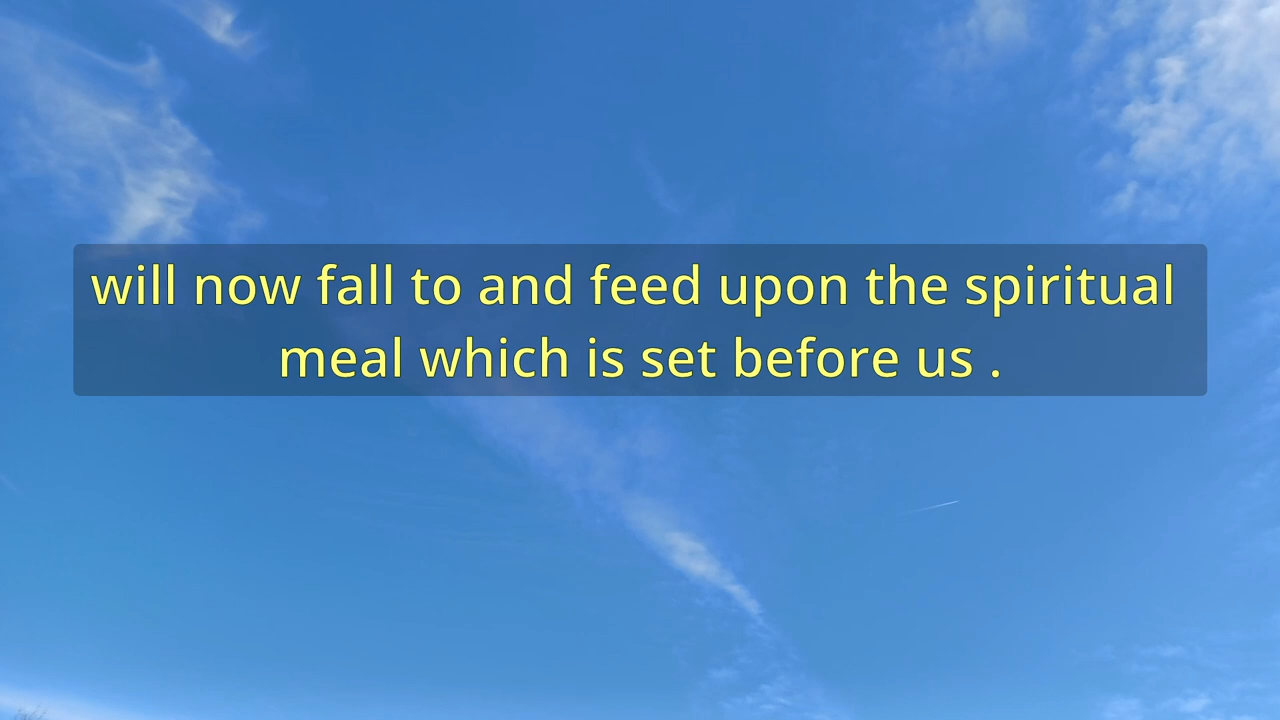 will now fall to and feed upon the spiritual
meal which is set before us .